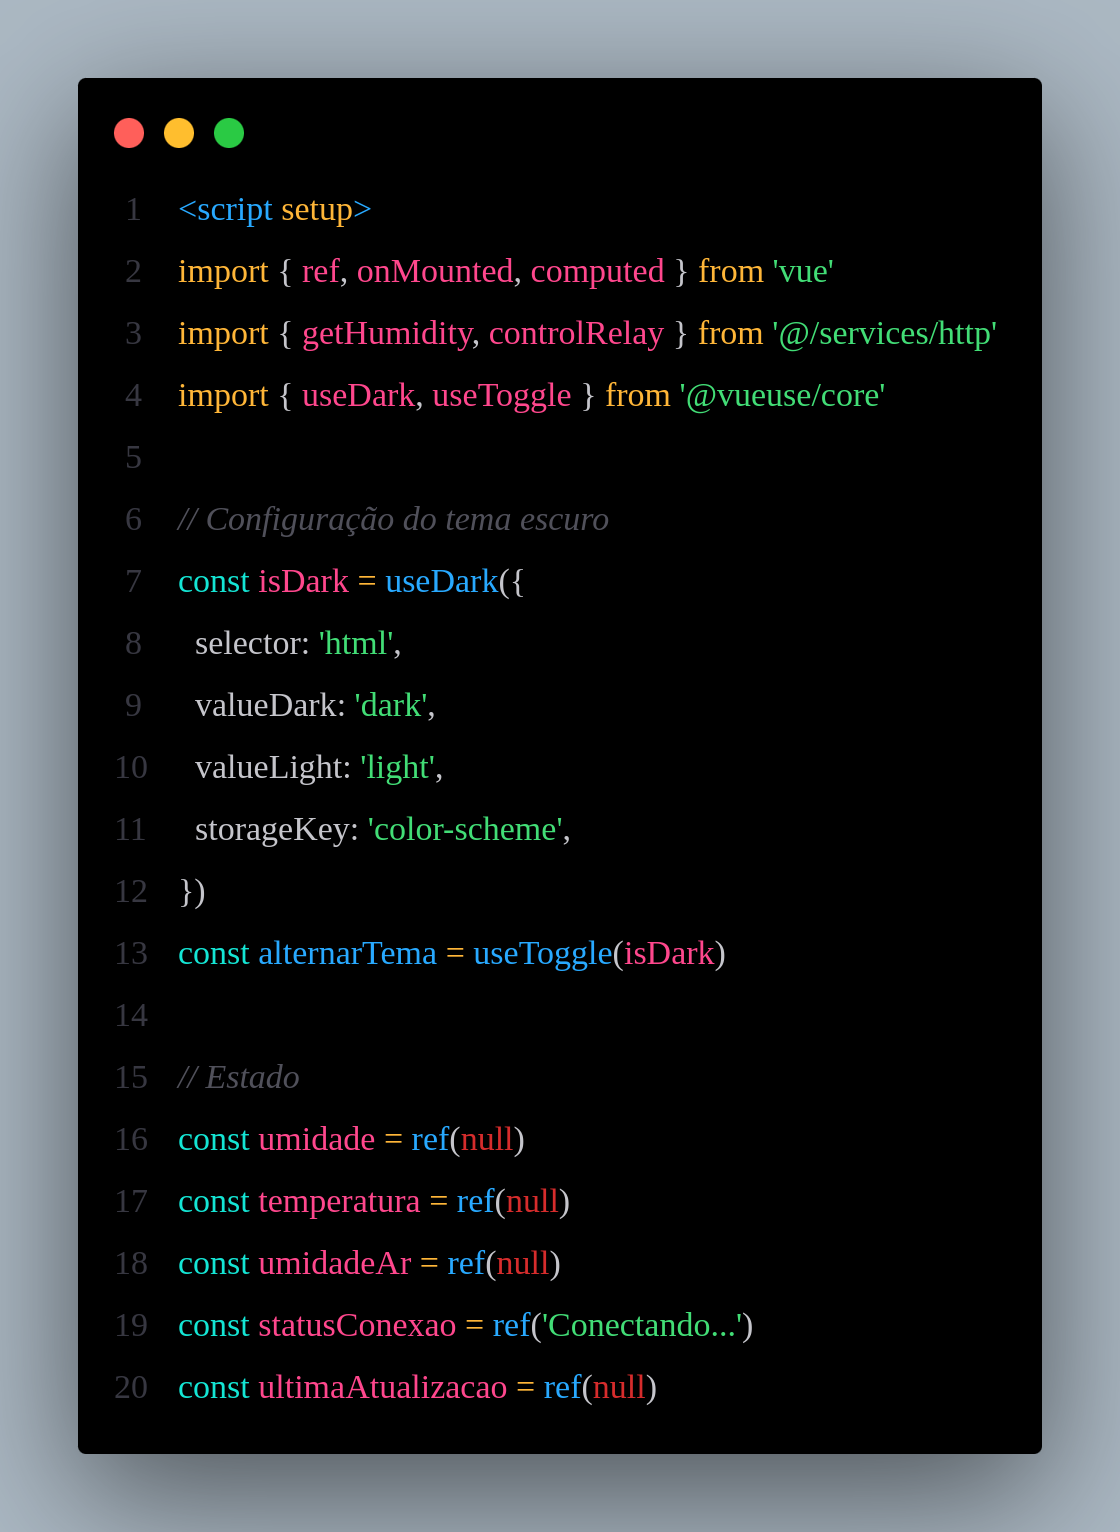 1 <script setup>
2 import { ref, onMounted, computed } from 'vue'
3 import { getHumidity, controlRelay } from '@/services/http'
4 import { useDark, useToggle } from '@vueuse/core'
5
6 // Configuração do tema escuro
7 const isDark = useDark({
8   selector: 'html',
9   valueDark: 'dark',
10   valueLight: 'light',
11   storageKey: 'color-scheme',
12 })
13 const alternarTema = useToggle(isDark)
14
15 // Estado
16 const umidade = ref(null)
17 const temperatura = ref(null)
18 const umidadeAr = ref(null)
19 const statusConexao = ref('Conectando...')
20 const ultimaAtualizacao = ref(null)